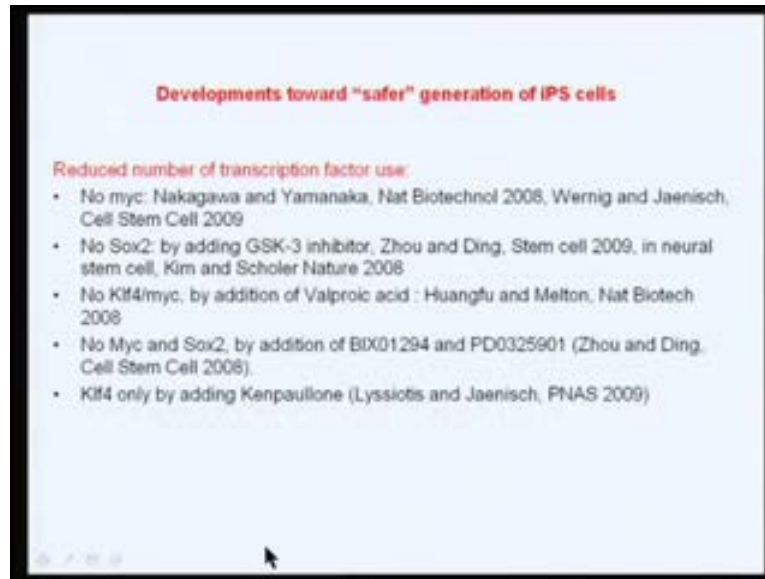 Developments toward "safer" generation of iPS cells
Reduced number of transcription factor use:
• No myc: Nakagawa and Yamanaka, Nat Biotechnol 2008, Wernig and Jaenisch,
Cell Stem Cell 2009
• No Sox2: by adding GSK-3 inhibitor, Zhou and Ding, Stem cell 2009, in neural
stem cell, Kim and Scholer Nature 2008
• No Klf4/myc, by addition of Valproic acid : Huangfu and Melton, Nat Biotech
2008
• No Myc and Sox2, by addition of BIX01294 and PD0325901 (Zhou and Ding,
Cell Stem Cell 2008).
• Klf4 only by adding Kenpaullone (Lyssiotis and Jaenisch, PNAS 2009)